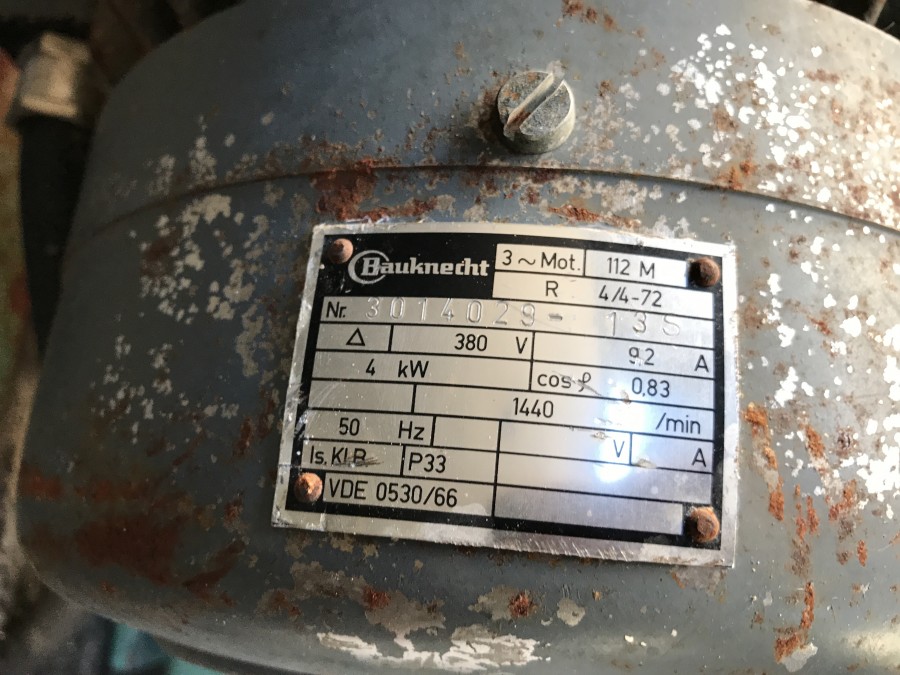 Bauknecht 3~Mot. 112 M
R 4/4-72
Nr. 3014029- 13S
Δ 380 V 9,2 A
4 kW cos φ 0,83
1440 /min
50 Hz V A
Is.Kl.B P33
VDE 0530/66